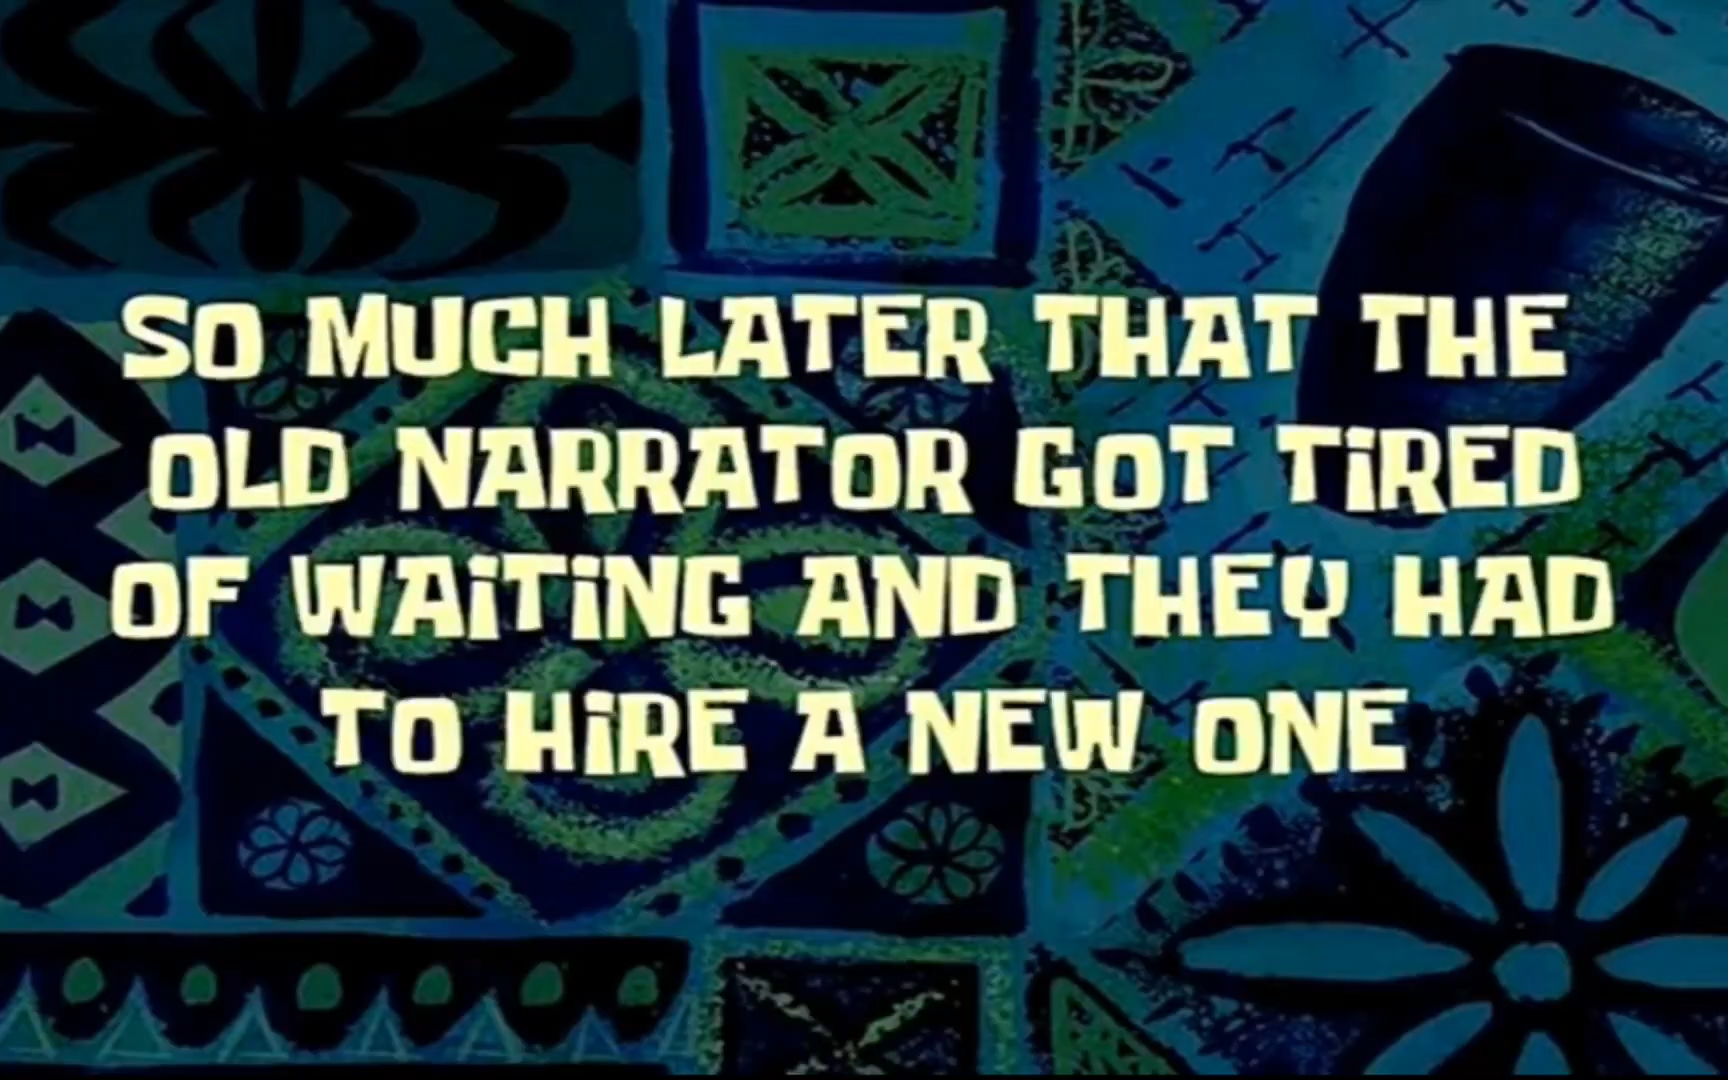 SO MUCH LATER THAT THE
OLD NARRATOR GOT TiRED
OF WAiTiNG AND THEY HAD
TO HiRE A NEW ONE